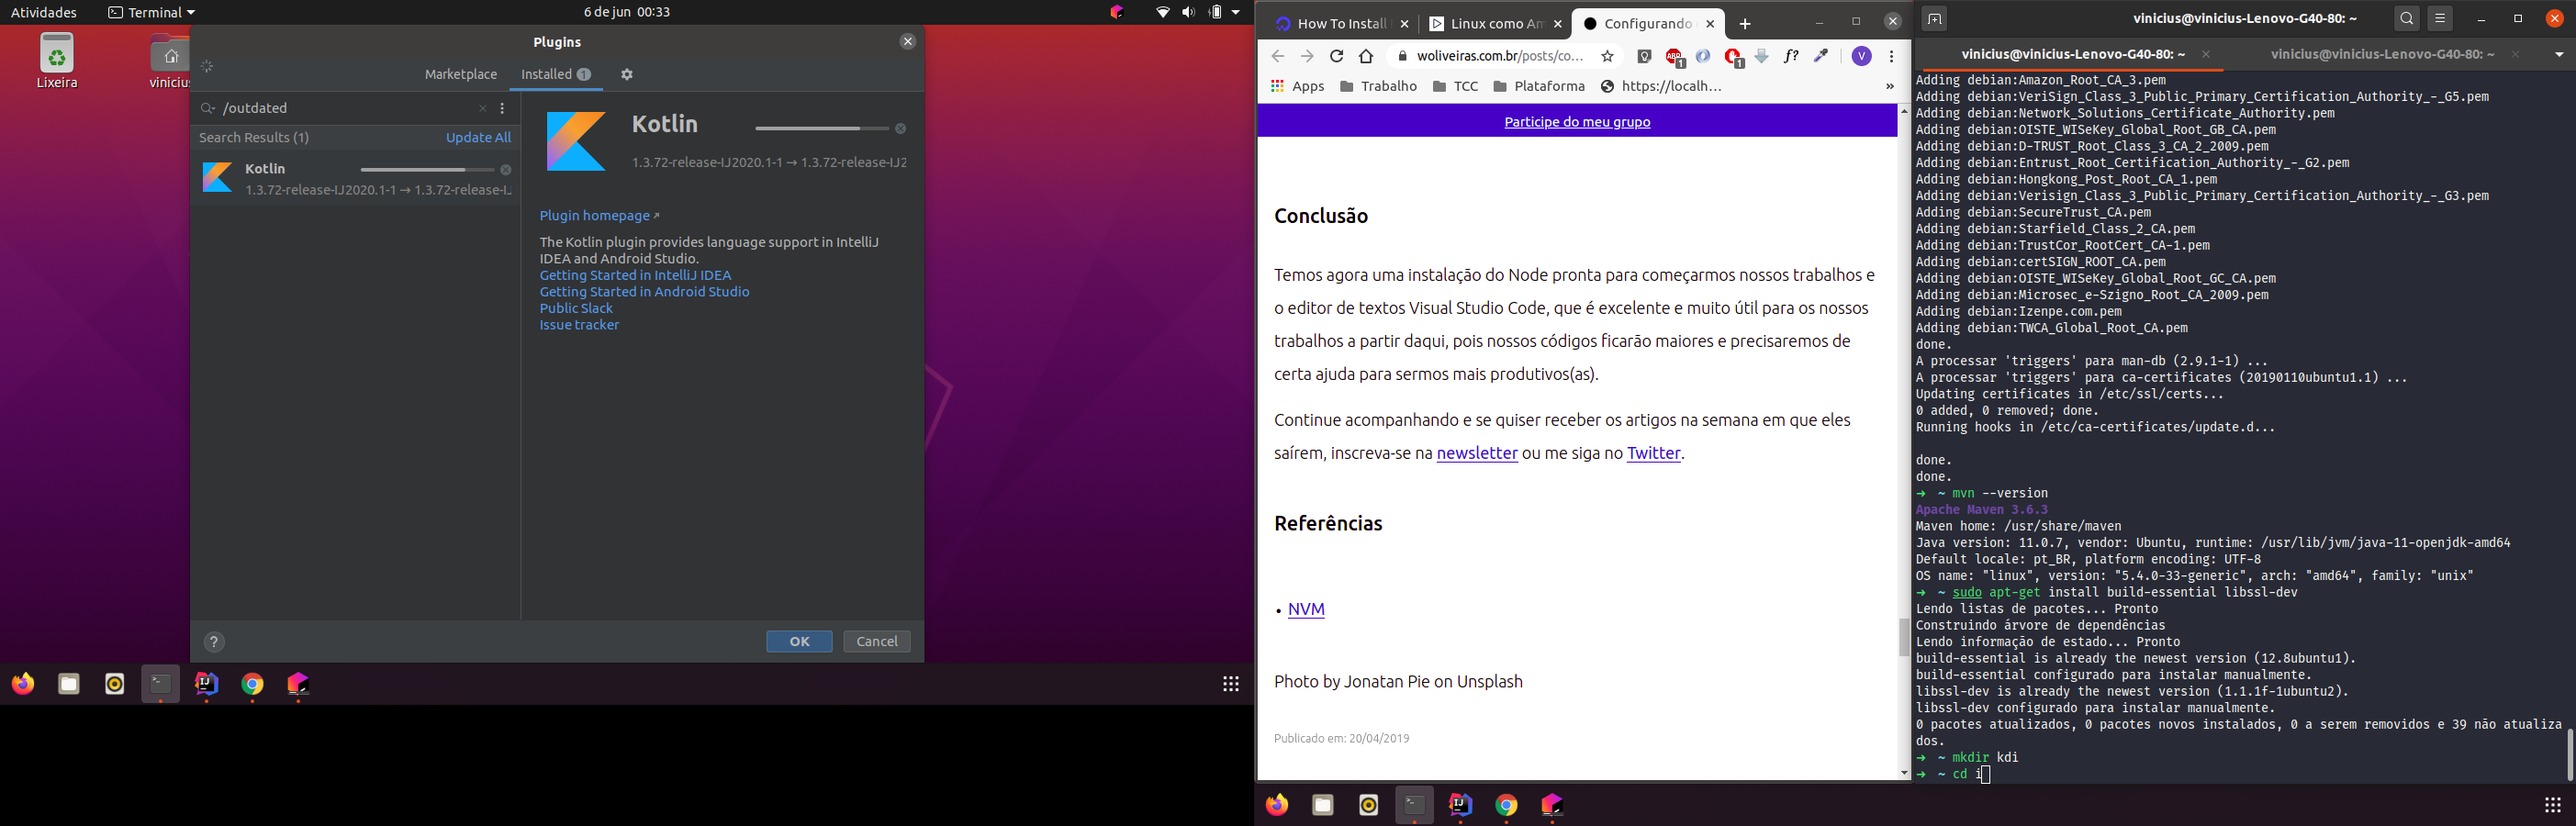 Atividades
Terminal
6 de jun 00:33
Lixeira
vinicius
Plugins
Marketplace
Installed 1
/outdated
Search Results (1)
Update All
Kotlin
1.3.72-release-IJ2020.1-1 → 1.3.72-release-IJ
Kotlin
1.3.72-release-IJ2020.1-1 → 1.3.72-release-IJ2
Plugin homepage
The Kotlin plugin provides language support in IntelliJ
IDEA and Android Studio.
Getting Started in IntelliJ IDEA
Getting Started in Android Studio
Public Slack
Issue tracker
?
OK
Cancel
How To Install
Linux como Am
Configurando
woliveiras.com.br/posts/co…
Apps
Trabalho
TCC
Plataforma
https://localh…
Participe do meu grupo
Conclusão
Temos agora uma instalação do Node pronta para começarmos nossos trabalhos e
o editor de textos Visual Studio Code, que é excelente e muito útil para os nossos
trabalhos a partir daqui, pois nossos códigos ficarão maiores e precisaremos de
certa ajuda para sermos mais produtivos(as).
Continue acompanhando e se quiser receber os artigos na semana em que eles
saírem, inscreva-se na newsletter ou me siga no Twitter.
Referências
• NVM
Photo by Jonatan Pie on Unsplash
Publicado em: 20/04/2019
vinicius@vinicius-Lenovo-G40-80: ~
vinicius@vinicius-Lenovo-G40-80: ~
vinicius@vinicius-Lenovo-G40-80: ~
Adding debian:Amazon_Root_CA_3.pem
Adding debian:VeriSign_Class_3_Public_Primary_Certification_Authority_-_G5.pem
Adding debian:Network_Solutions_Certificate_Authority.pem
Adding debian:OISTE_WISeKey_Global_Root_GB_CA.pem
Adding debian:D-TRUST_Root_Class_3_CA_2_2009.pem
Adding debian:Entrust_Root_Certification_Authority_-_G2.pem
Adding debian:Hongkong_Post_Root_CA_1.pem
Adding debian:Verisign_Class_3_Public_Primary_Certification_Authority_-_G3.pem
Adding debian:SecureTrust_CA.pem
Adding debian:Starfield_Class_2_CA.pem
Adding debian:TrustCor_RootCert_CA-1.pem
Adding debian:certSIGN_ROOT_CA.pem
Adding debian:OISTE_WISeKey_Global_Root_GC_CA.pem
Adding debian:Microsec_e-Szigno_Root_CA_2009.pem
Adding debian:Izenpe.com.pem
Adding debian:TWCA_Global_Root_CA.pem
done.
A processar 'triggers' para man-db (2.9.1-1) ...
A processar 'triggers' para ca-certificates (20190110ubuntu1.1) ...
Updating certificates in /etc/ssl/certs...
0 added, 0 removed; done.
Running hooks in /etc/ca-certificates/update.d...
done.
done.
➜ ~ mvn --version
Apache Maven 3.6.3
Maven home: /usr/share/maven
Java version: 11.0.7, vendor: Ubuntu, runtime: /usr/lib/jvm/java-11-openjdk-amd64
Default locale: pt_BR, platform encoding: UTF-8
OS name: "linux", version: "5.4.0-33-generic", arch: "amd64", family: "unix"
➜ ~ sudo apt-get install build-essential libssl-dev
Lendo listas de pacotes... Pronto
Construindo árvore de dependências
Lendo informação de estado... Pronto
build-essential is already the newest version (12.8ubuntu1).
build-essential configurado para instalar manualmente.
libssl-dev is already the newest version (1.1.1f-1ubuntu2).
libssl-dev configurado para instalar manualmente.
0 pacotes atualizados, 0 pacotes novos instalados, 0 a serem removidos e 39 não atualiza
dos.
➜ ~ mkdir kdi
➜ ~ cd i